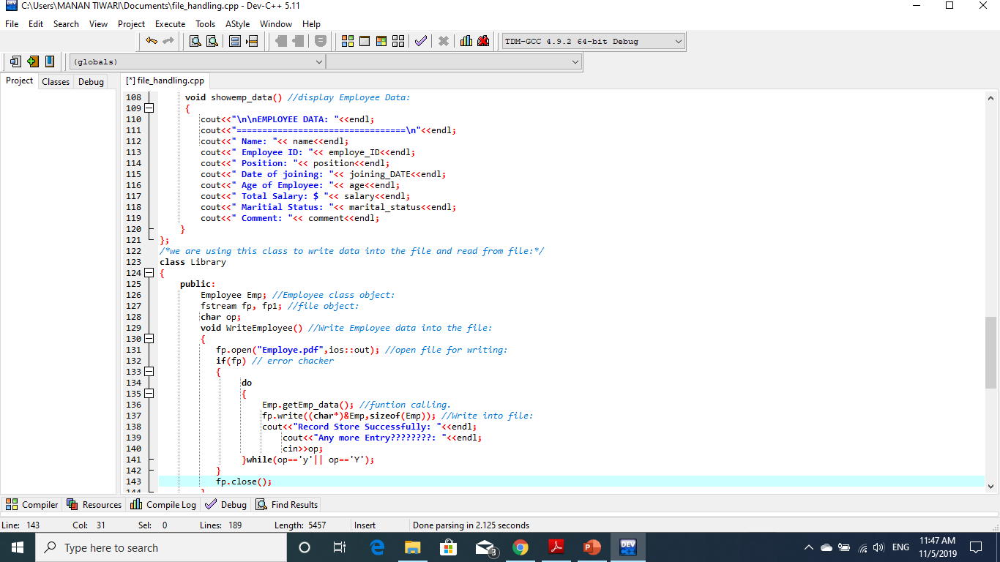 C:\Users\MANAN TIWARI\Documents\file_handling.cpp - Dev-C++ 5.11
File Edit Search View Project Execute Tools AStyle Window Help
TDM-GCC 4.9.2 64-bit Debug
(globals)
Project Classes Debug
[*] file_handling.cpp
108 void showemp_data() //display Employee Data:
109 {
110 cout<<"\n\nEMPLOYEE DATA: "<<endl;
111 cout<<"=================================\n"<<endl;
112 cout<<" Name: "<< name<<endl;
113 cout<<" Employee ID: "<< employe_ID<<endl;
114 cout<<" Position: "<< position<<endl;
115 cout<<" Date of joining: "<< joining_DATE<<endl;
116 cout<<" Age of Employee: "<< age<<endl;
117 cout<<" Total Salary: $ "<< salary<<endl;
118 cout<<" Maritial Status: "<< marital_status<<endl;
119 cout<<" Comment: "<< comment<<endl;
120 }
121 };
122 /*we are using this class to write data into the file and read from file:*/
123 class Library
124 {
125 public:
126 Employee Emp; //Employee class object:
127 fstream fp, fp1; //file object:
128 char op;
129 void WriteEmployee() //Write Employee data into the file:
130 {
131 fp.open("Employe.pdf",ios::out); //open file for writing:
132 if(fp) // error chacker
133 {
134 do
135 {
136 Emp.getEmp_data(); //funtion calling.
137 fp.write((char*)&Emp,sizeof(Emp)); //Write into file:
138 cout<<"Record Store Successfully: "<<endl;
139 cout<<"Any more Entry????????: "<<endl;
140 cin>>op;
141 }while(op=='y'|| op=='Y');
142 }
143 fp.close();
144 }
Compiler Resources Compile Log Debug Find Results
Line: 143 Col: 31 Sel: 0 Lines: 189 Length: 5457 Insert Done parsing in 2.125 seconds
Type here to search
3
DEV
ENG
11:47 AM
11/5/2019